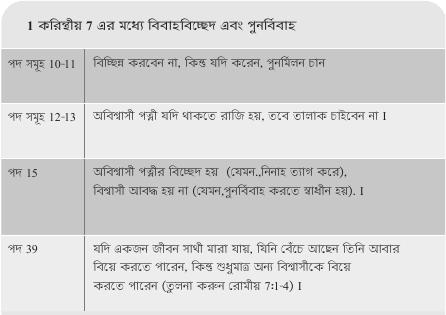 1 করিন্থীয় 7 এর মধ্যে বিবাহবিচ্ছেদ এবং পুনর্বিবাহ
পদ সমূহ 10-11 বিচ্ছিন্ন করবেন না, কিন্তু যদি করেন, পুনর্মিলন চান
পদ সমূহ 12-13 অবিশ্বাসী পত্নী যদি থাকতে রাজি হয়, তবে তালাক চাইবেন না I
পদ 15 অবিশ্বাসী পত্নীর বিচ্ছেদ হয় (যেমন.,নিনাহ ত্যাগ করে),
বিশ্বাসী আবদ্ধ হয় না (যেমন,পুনর্বিবাহ করতে স্বাধীন হয়). I
পদ 39 যদি একজন জীবন সাথী মারা যায়, যিনি বেঁচে আছেন তিনি আবার
বিয়ে করতে পারেন, কিন্তু শুধুমাত্র অন্য বিশ্বাসীকে বিয়ে
করতে পারেন (তুলনা করুন রোমীয় 7:1-4) I